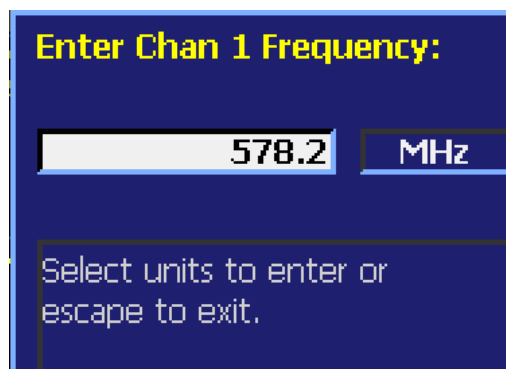 Enter Chan 1 Frequency:
578.2 MHz
Select units to enter or
escape to exit.